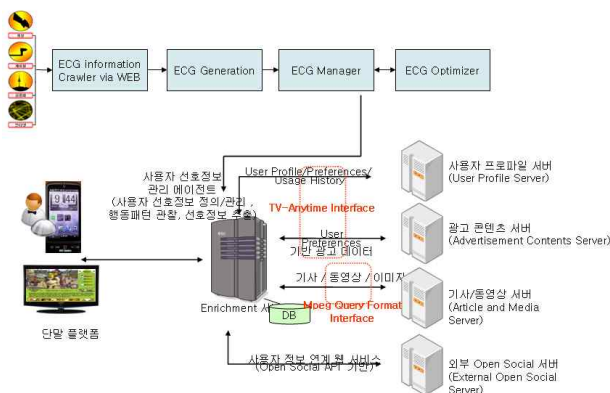 ECG information
Crawler via WEB
ECG Generation
ECG Manager
ECG Optimizer
사용자 선호정보
관리 에이전트
(사용자 선호정보 정의/관리 ,
행동패턴 관찰, 선호정보 추출)
User Profile/Preferences/
Usage History
TV-Anytime Interface
User
Preferences
기반 광고 데이터
기사 / 동영상 / 이미지
Mpeg Query Format
Interface
Enrichment 서
DB
사용자 정보 연계 웹 서비스
(Open Social API 기반)
단말 플랫폼
사용자 프로파일 서버
(User Profile Server)
광고 콘텐츠 서버
(Advertisement Contents Server)
기사/동영상 서버
(Article and Media
Server)
외부 Open Social 서버
(External Open Social
Server)